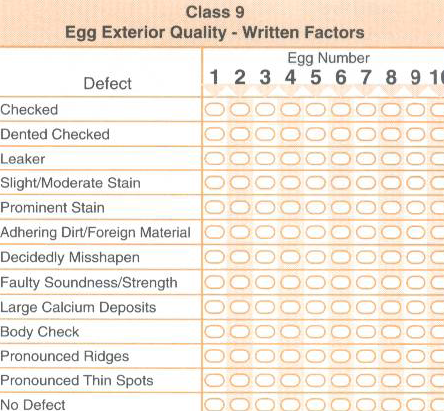 Class 9
Egg Exterior Quality - Written Factors
Egg Number
Defect
1 2 3 4 5 6 7 8 9 10
Checked
Dented Checked
Leaker
Slight/Moderate Stain
Prominent Stain
Adhering Dirt/Foreign Material
Decidedly Misshapen
Faulty Soundness/Strength
Large Calcium Deposits
Body Check
Pronounced Ridges
Pronounced Thin Spots
No Defect